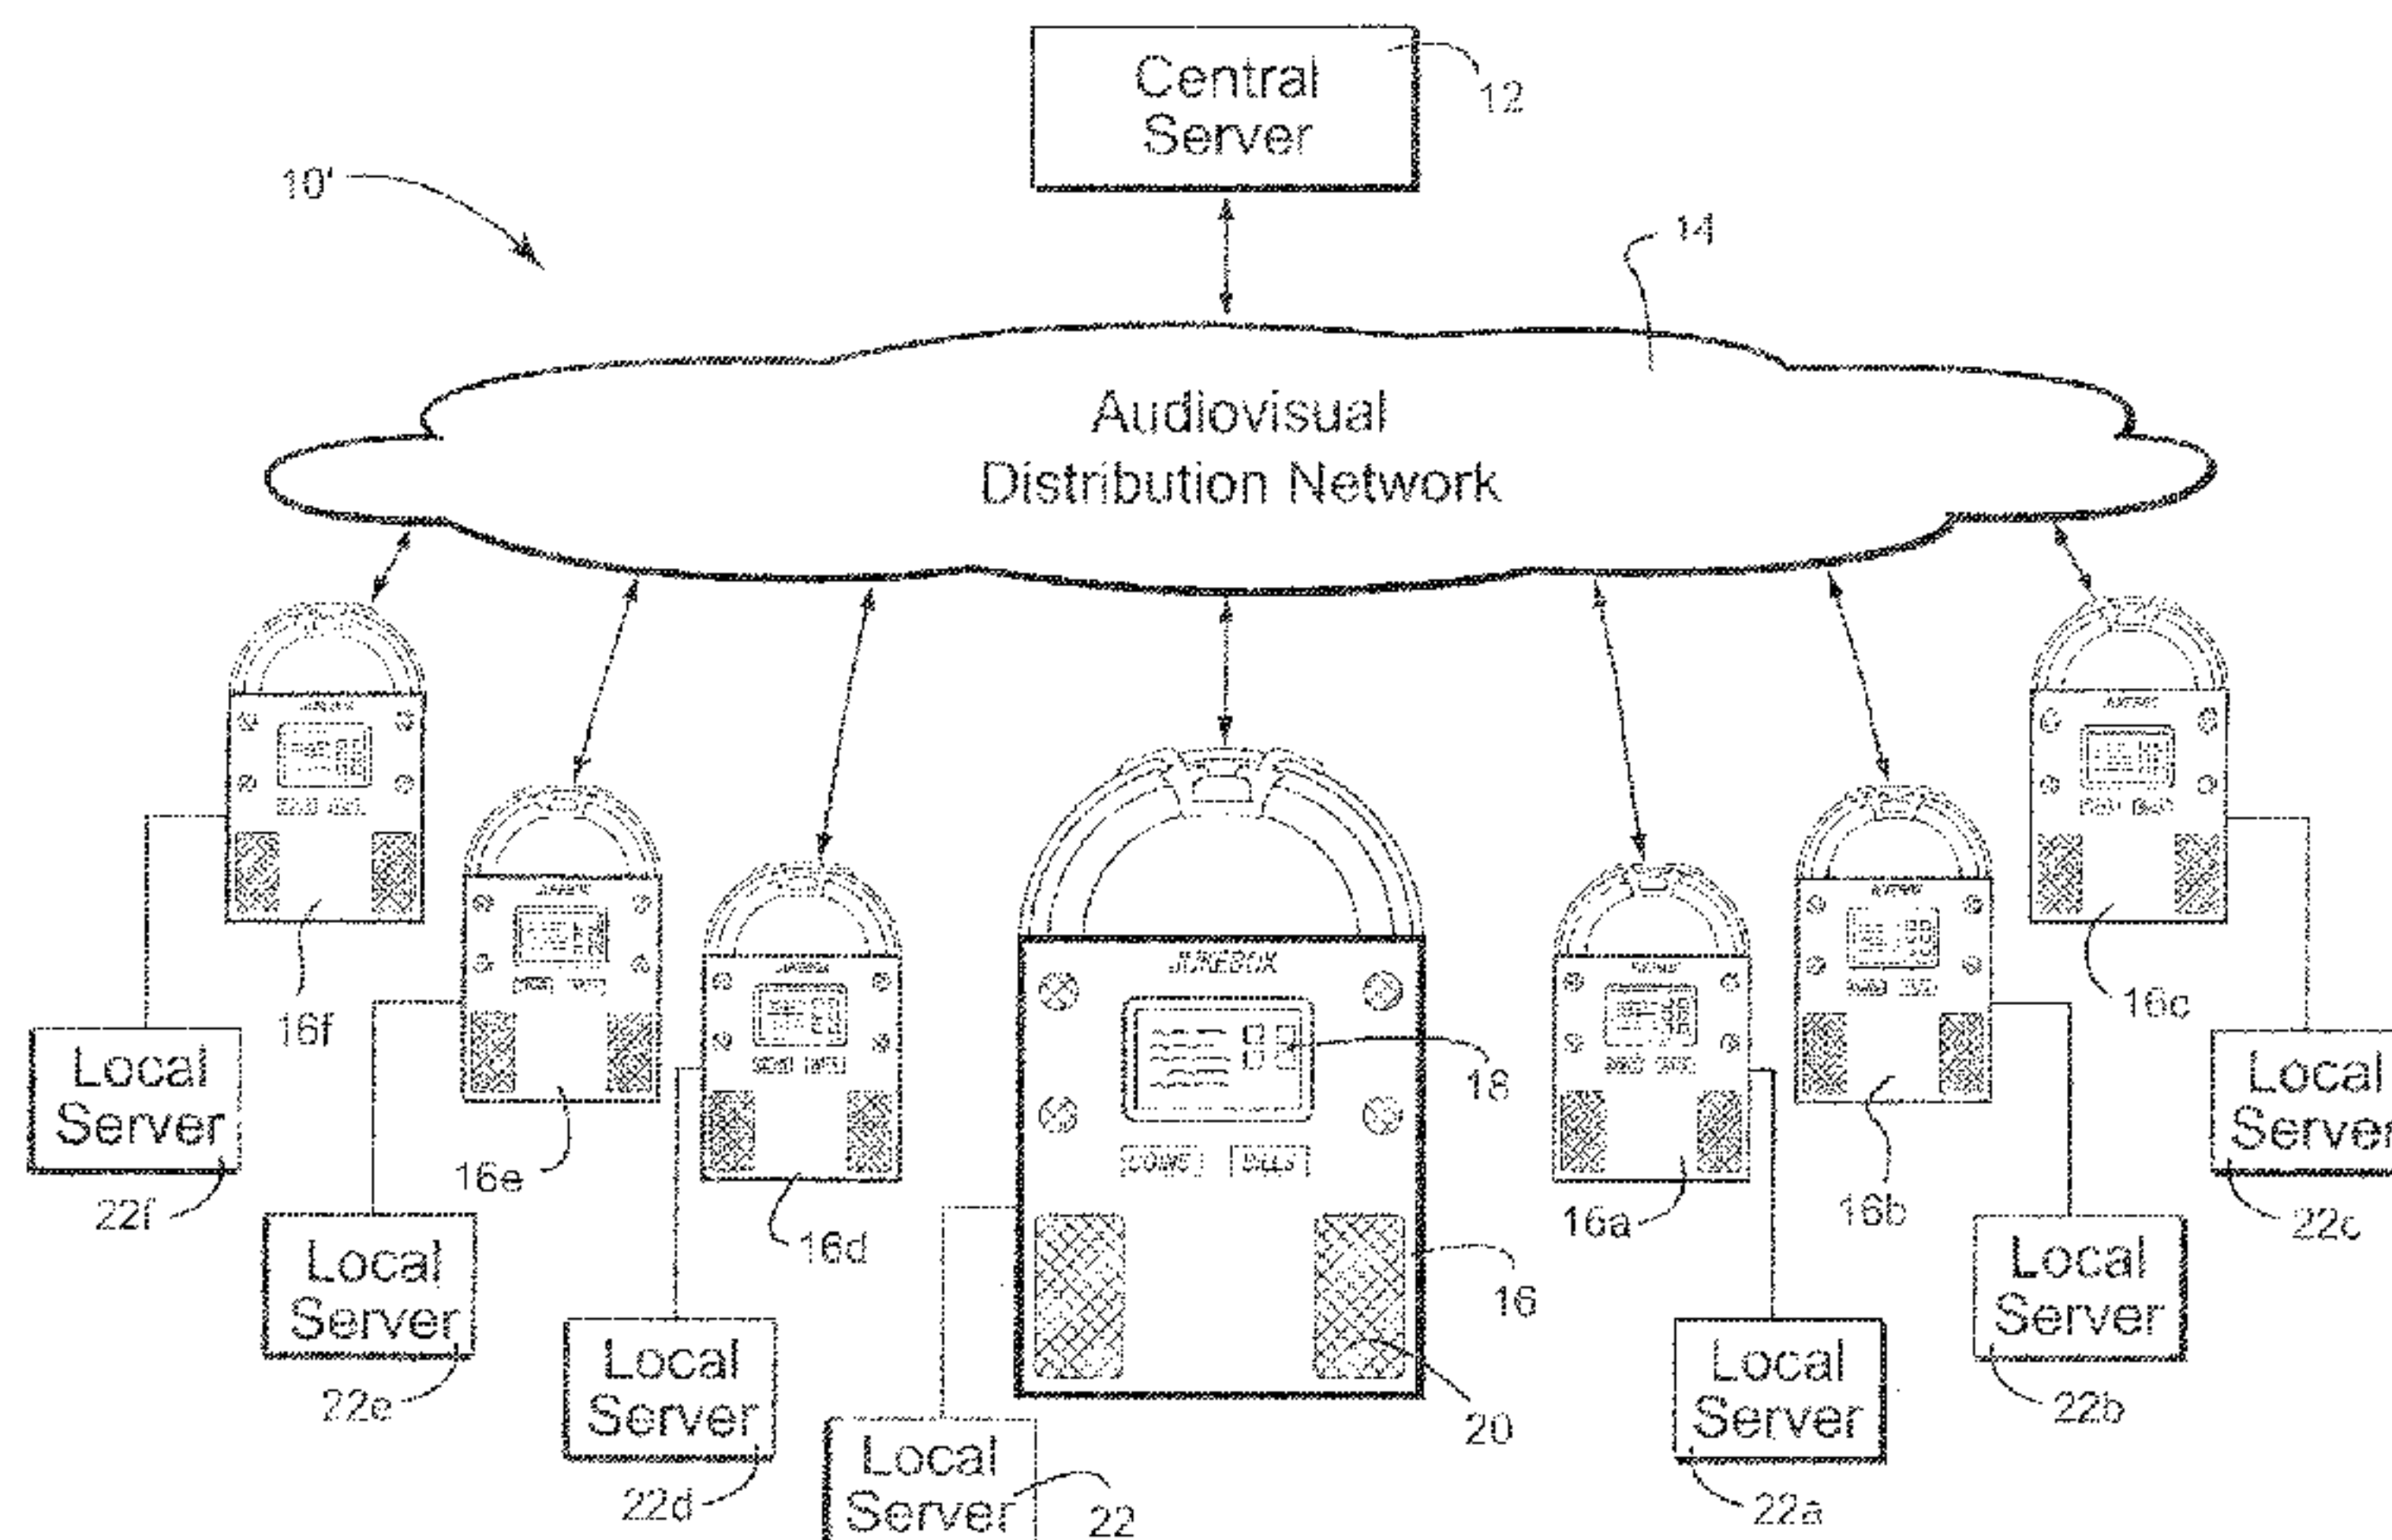 Central
Server
12
10'
14
Audiovisual
Distribution Network
JUKEBOX
COINS
BILLS
18
16
20
16f
16e
16d
16a
16b
16c
Local
Server
22f
Local
Server
22e
Local
Server
22d
Local
Server
22
Local
Server
22a
Local
Server
22b
Local
Server
22c